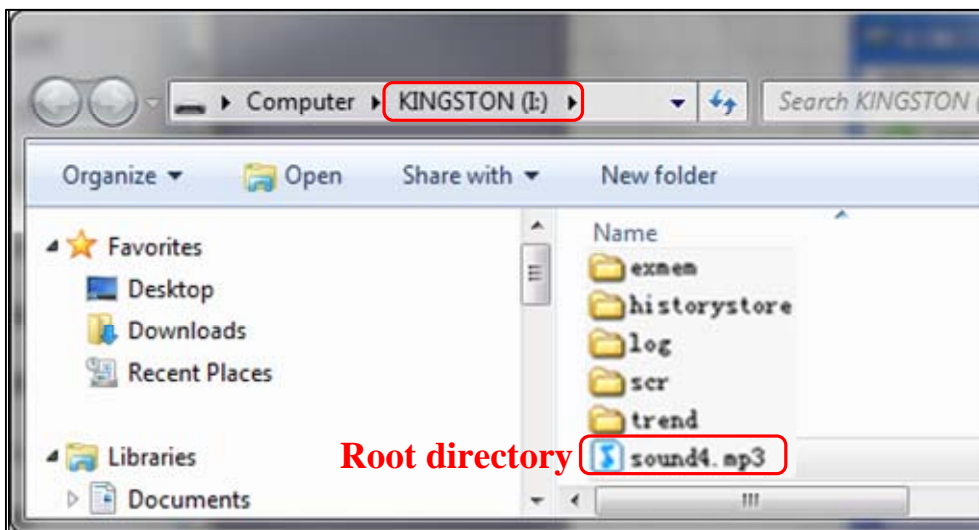 Computer KINGSTON (I:) Search KINGSTON
Organize Open Share with New folder
Favorites
Desktop
Downloads
Recent Places
Libraries
Documents
Name
exmem
historystore
log
scr
trend
Root directory sound4.mp3